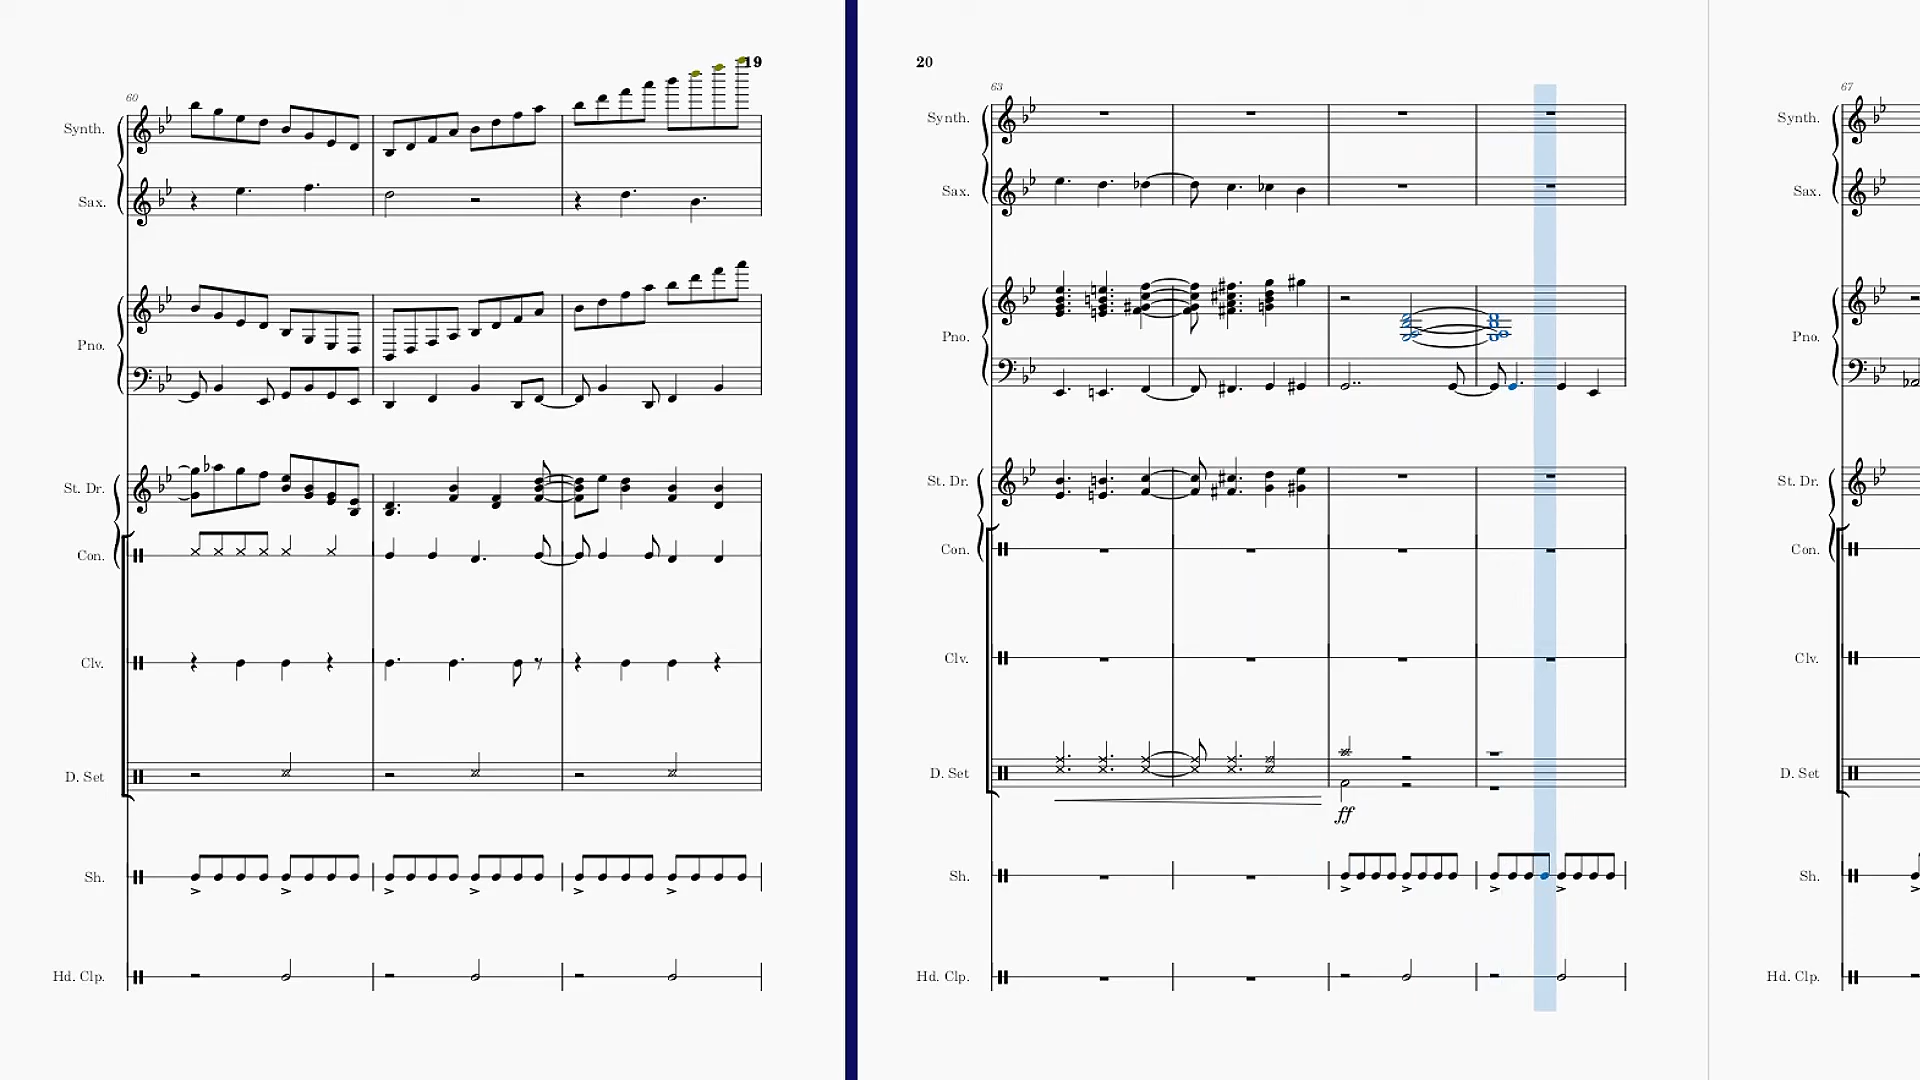 19
60
Synth.
Sax.
Pno.
St. Dr.
Con.
Clv.
D. Set
Sh.
Hd. Clp.
20
63
Synth.
Sax.
Pno.
St. Dr.
Con.
Clv.
D. Set
ff
Sh.
Hd. Clp.
67
Synth.
Sax.
Pno.
St. Dr.
Con.
Clv.
D. Set
Sh.
Hd. Clp.